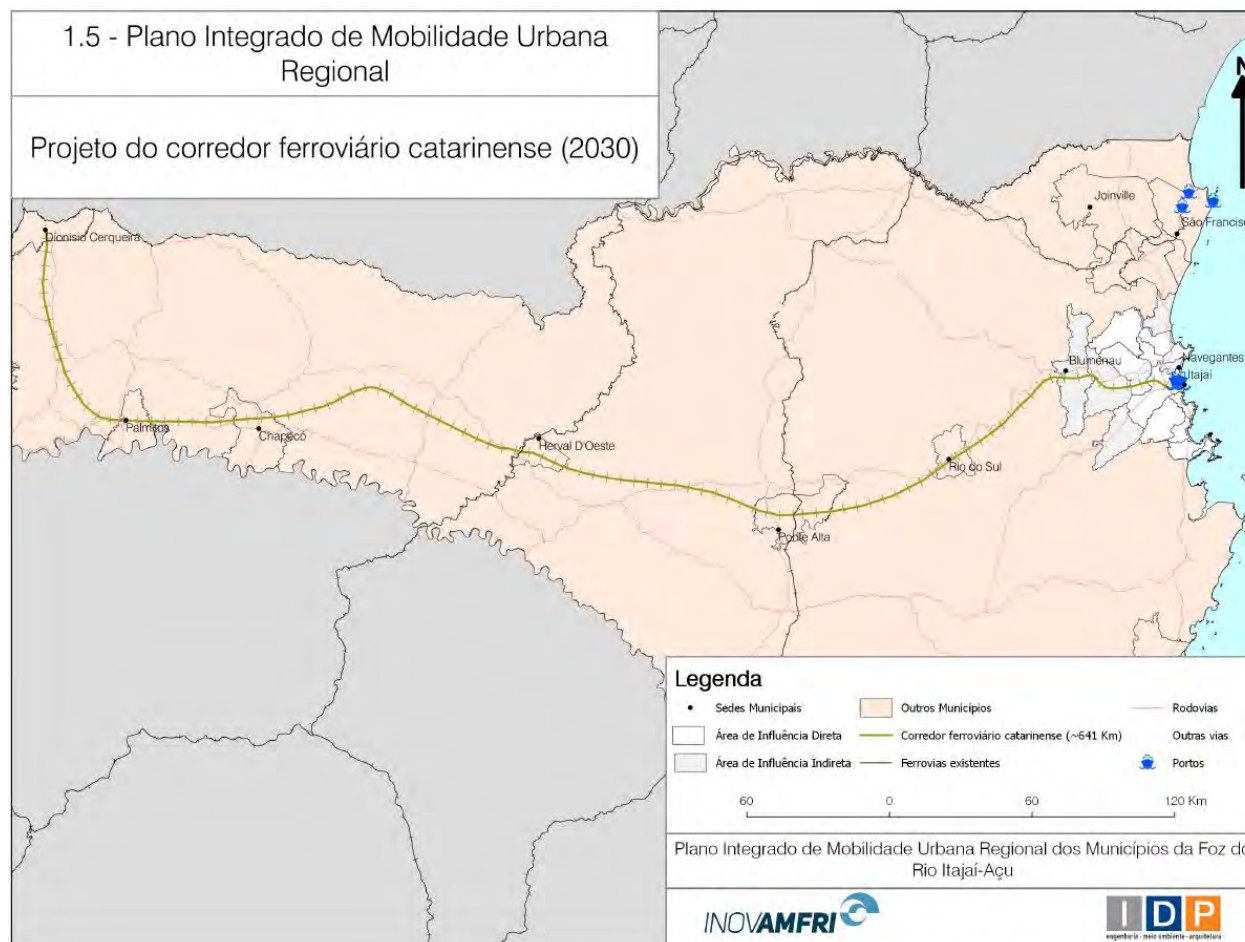 1.5 - Plano Integrado de Mobilidade Urbana
Regional
Projeto do corredor ferroviário catarinense (2030)
N
Joinville
São Francisc
Dionísio Cerqueira
Blumenau
Navegantes
Itajaí
Palmitos
Chapecó
Herval D'Oeste
Rio do Sul
Ponte Alta
Legenda
Sedes Municipais
Outros Municípios
Rodovias
Área de Influência Direta
Corredor ferroviário catarinense (~641 Km)
Outras vias
Área de Influência Indireta
Ferrovias existentes
Portos
60 0 60 120 Km
Plano Integrado de Mobilidade Urbana Regional dos Municípios da Foz do
Rio Itajaí-Açu
INOVAMFRI
IDP
engenharia - meio ambiente - arquitetura